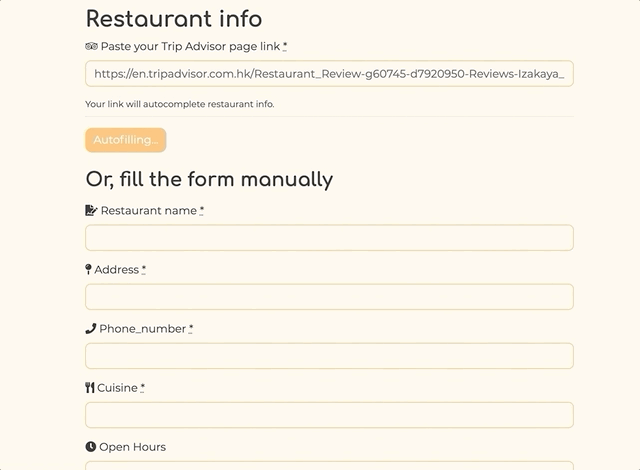 Restaurant info
Paste your Trip Advisor page link *
https://en.tripadvisor.com.hk/Restaurant_Review-g60745-d7920950-Reviews-Izakaya_
Your link will autocomplete restaurant info.
Autofilling...
Or, fill the form manually
Restaurant name *
Address *
Phone_number *
Cuisine *
Open Hours